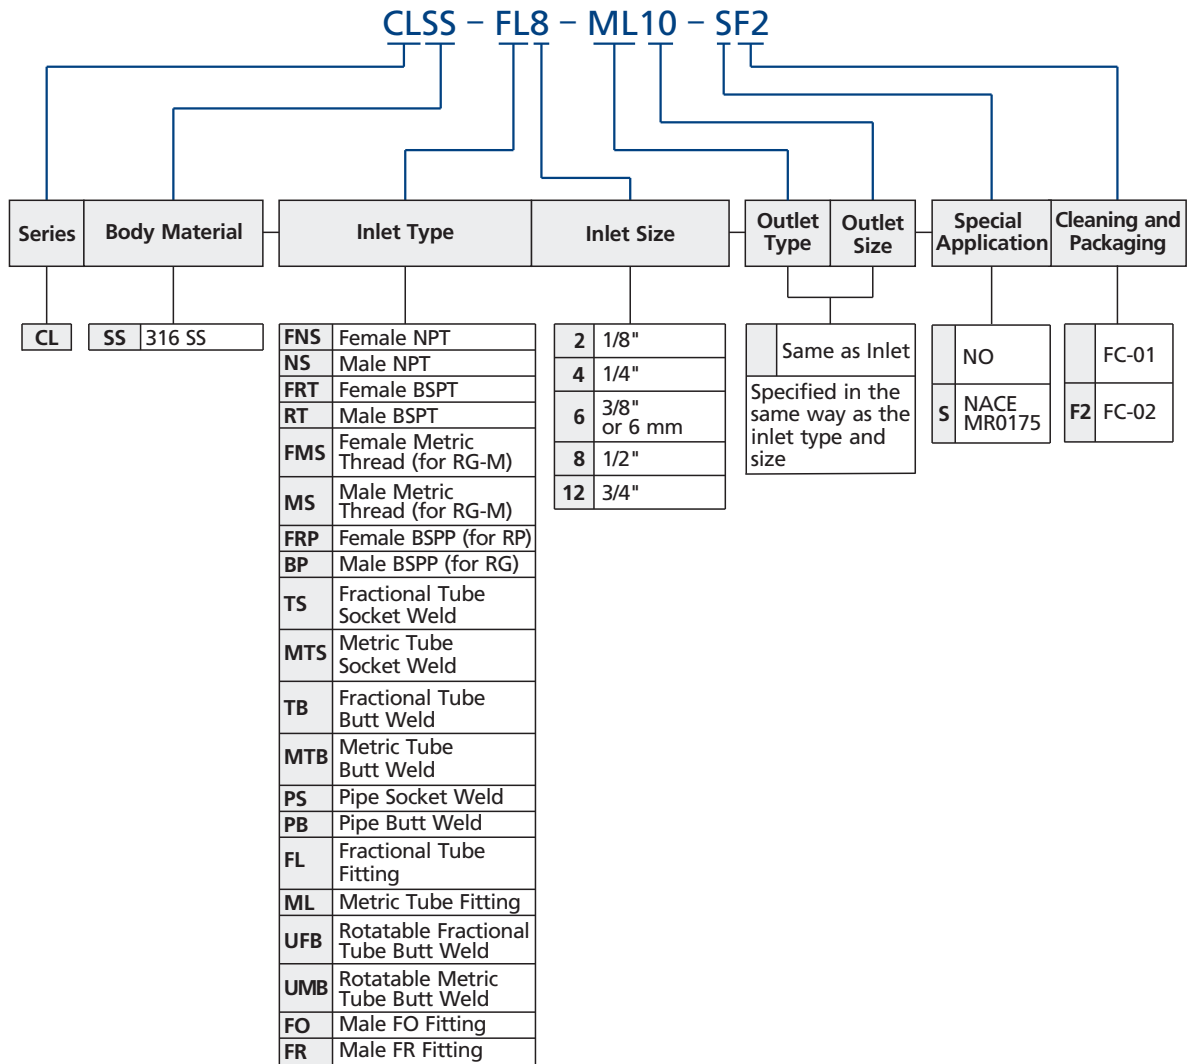 CLSS – FL8 – ML10 – SF2
Series
Body Material
Inlet Type
Inlet Size
Outlet
Type
Outlet
Size
Special
Application
Cleaning and
Packaging
CL
SS 316 SS
FNS Female NPT
NS Male NPT
FRT Female BSPT
RT Male BSPT
FMS Female Metric
Thread (for RG-M)
MS Male Metric
Thread (for RG-M)
FRP Female BSPP (for RP)
BP Male BSPP (for RG)
TS Fractional Tube
Socket Weld
MTS Metric Tube
Socket Weld
TB Fractional Tube
Butt Weld
MTB Metric Tube
Butt Weld
PS Pipe Socket Weld
PB Pipe Butt Weld
FL Fractional Tube
Fitting
ML Metric Tube Fitting
UFB Rotatable Fractional
Tube Butt Weld
UMB Rotatable Metric
Tube Butt Weld
FO Male FO Fitting
FR Male FR Fitting
2 1/8"
4 1/4"
6 3/8"
or 6 mm
8 1/2"
12 3/4"
Same as Inlet
Specified in the
same way as the
inlet type and
size
NO
S NACE
MR0175
FC-01
F2 FC-02